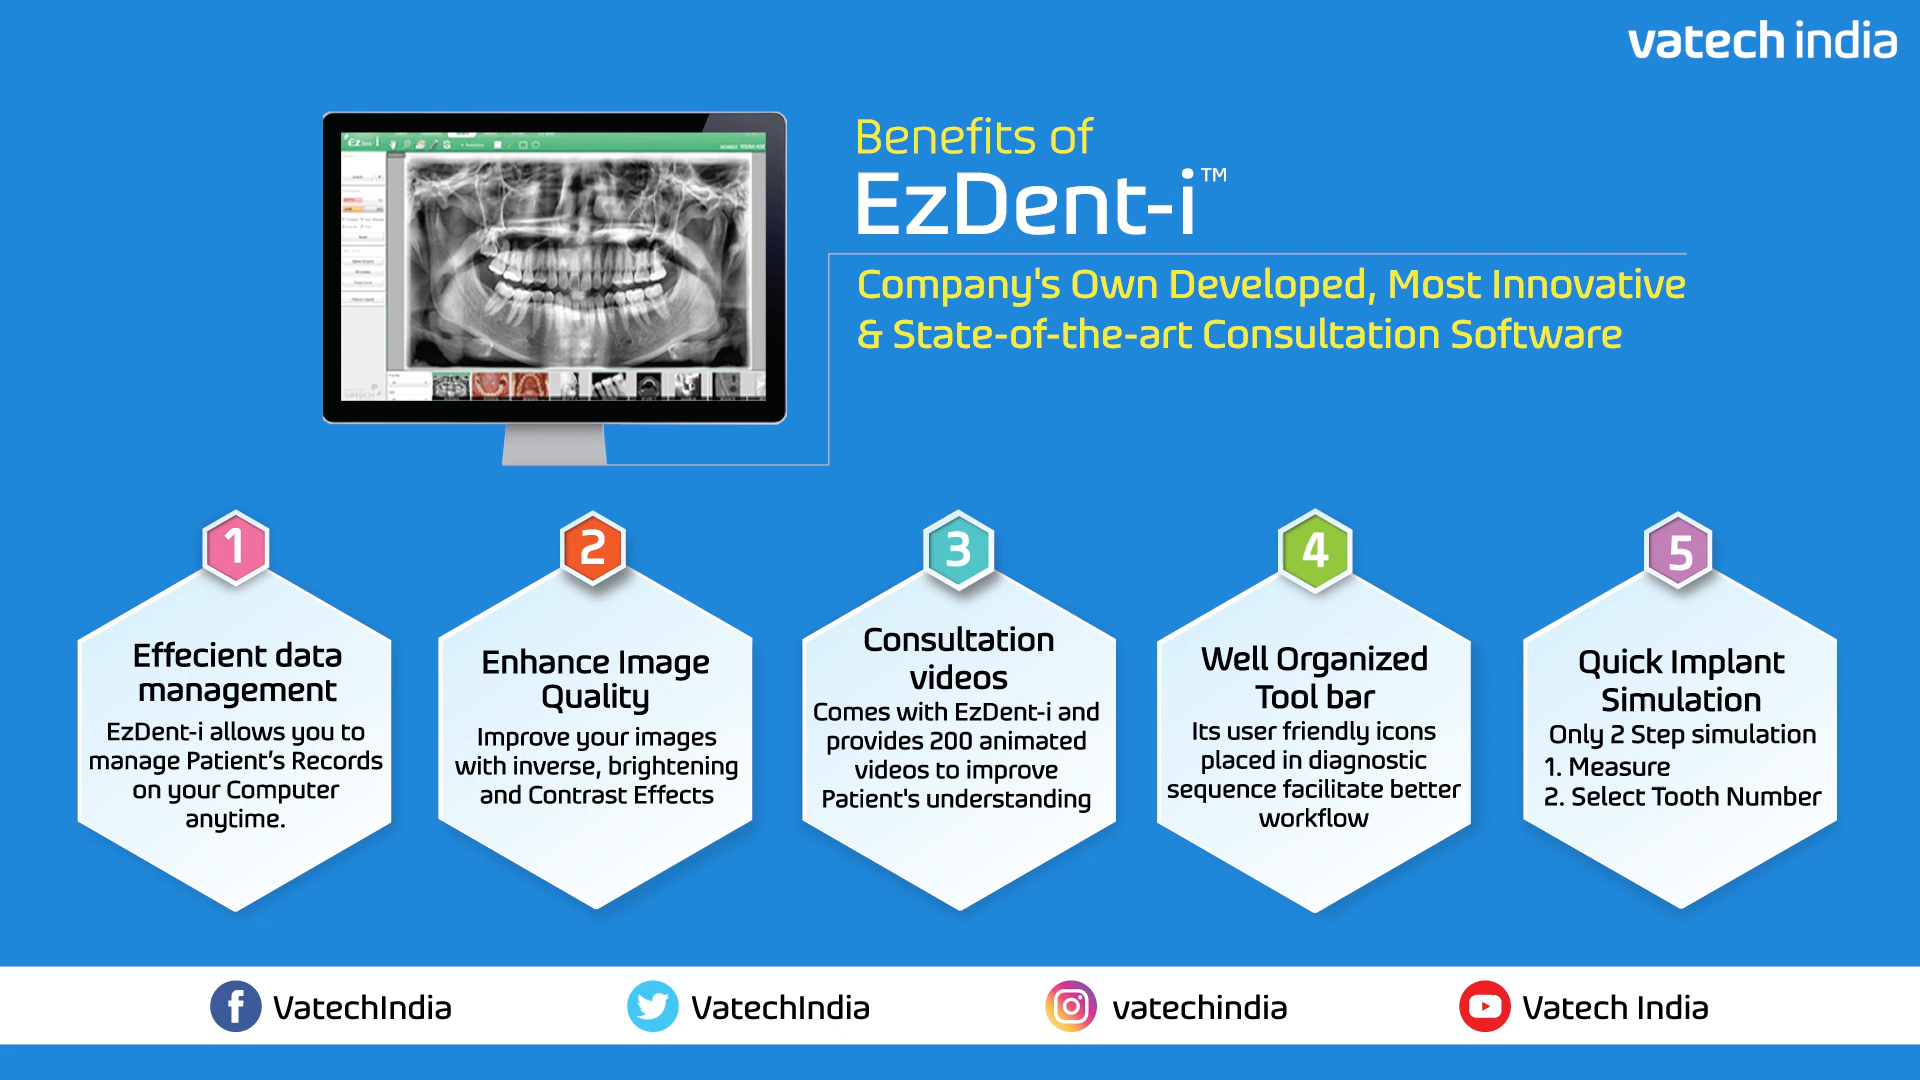 vatech india
Benefits of
EzDent-i™
Company's Own Developed, Most Innovative
& State-of-the-art Consultation Software
1
Effecient data
management
EzDent-i allows you to
manage Patient’s Records
on your Computer
anytime.
2
Enhance Image
Quality
Improve your images
with inverse, brightening
and Contrast Effects
3
Consultation
videos
Comes with EzDent-i and
provides 200 animated
videos to improve
Patient's understanding
4
Well Organized
Tool bar
Its user friendly icons
placed in diagnostic
sequence facilitate better
workflow
5
Quick Implant
Simulation
Only 2 Step simulation
1. Measure
2. Select Tooth Number
VatechIndia
VatechIndia
vatechindia
Vatech India